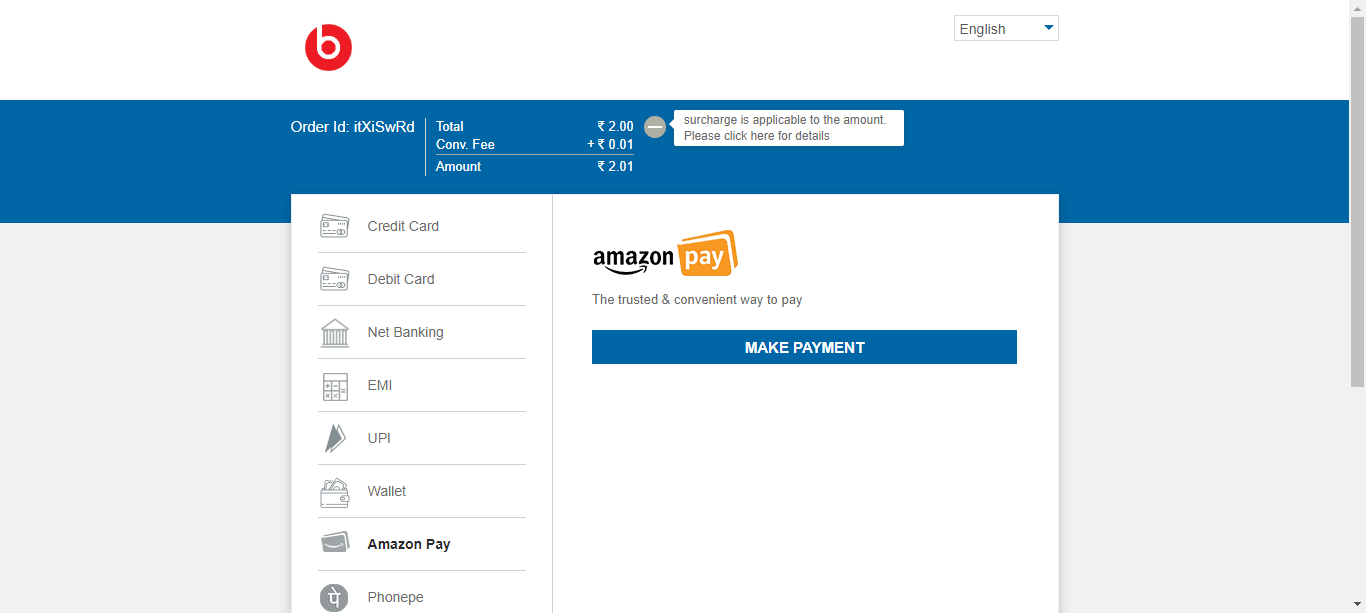 b
English
Order Id: itXiSwRd
Total ₹ 2.00
Conv. Fee + ₹ 0.01
Amount ₹ 2.01
surcharge is applicable to the amount.
Please click here for details
Credit Card
Debit Card
Net Banking
EMI
UPI
Wallet
Amazon Pay
Phonepe
amazon pay
The trusted & convenient way to pay
MAKE PAYMENT